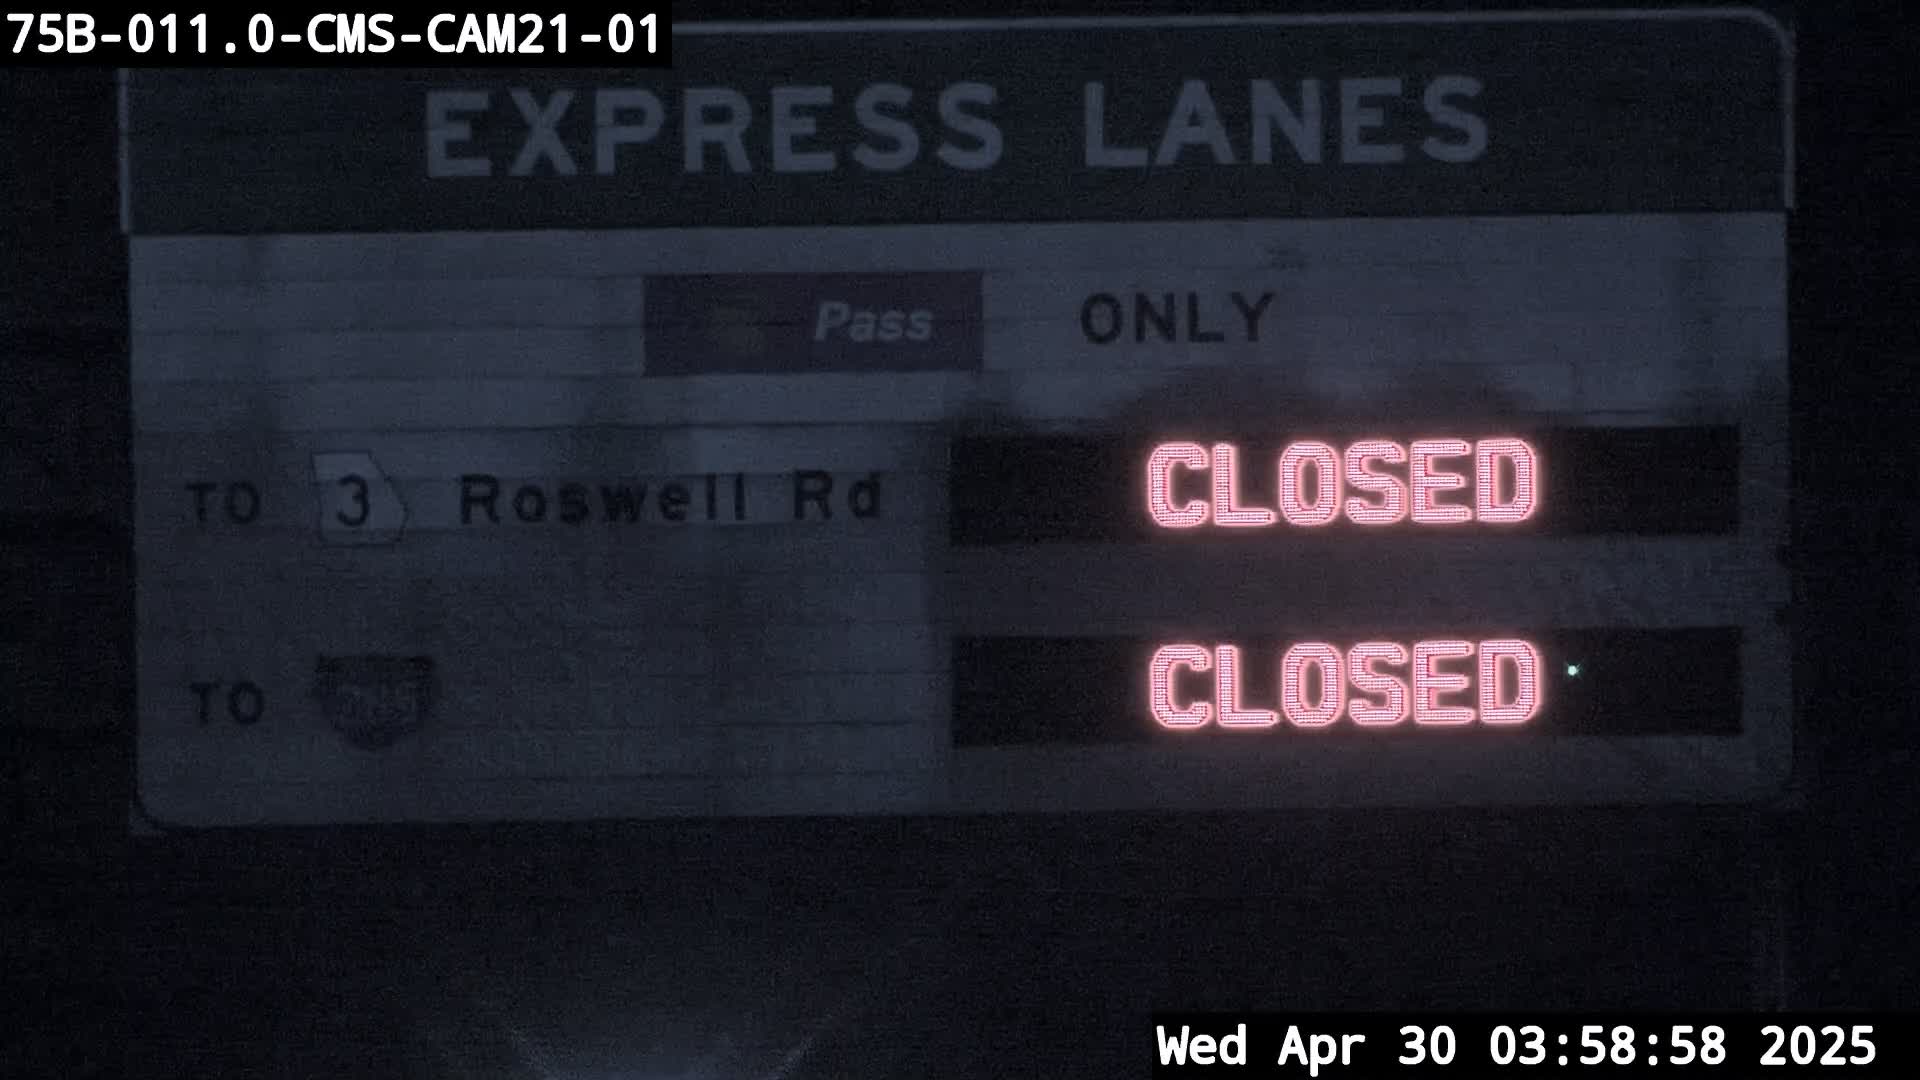 75B-011.0-CMS-CAM21-01
EXPRESS LANES
Pass ONLY
TO 3 Roswell Rd CLOSED
TO CLOSED
Wed Apr 30 03:58:58 2025